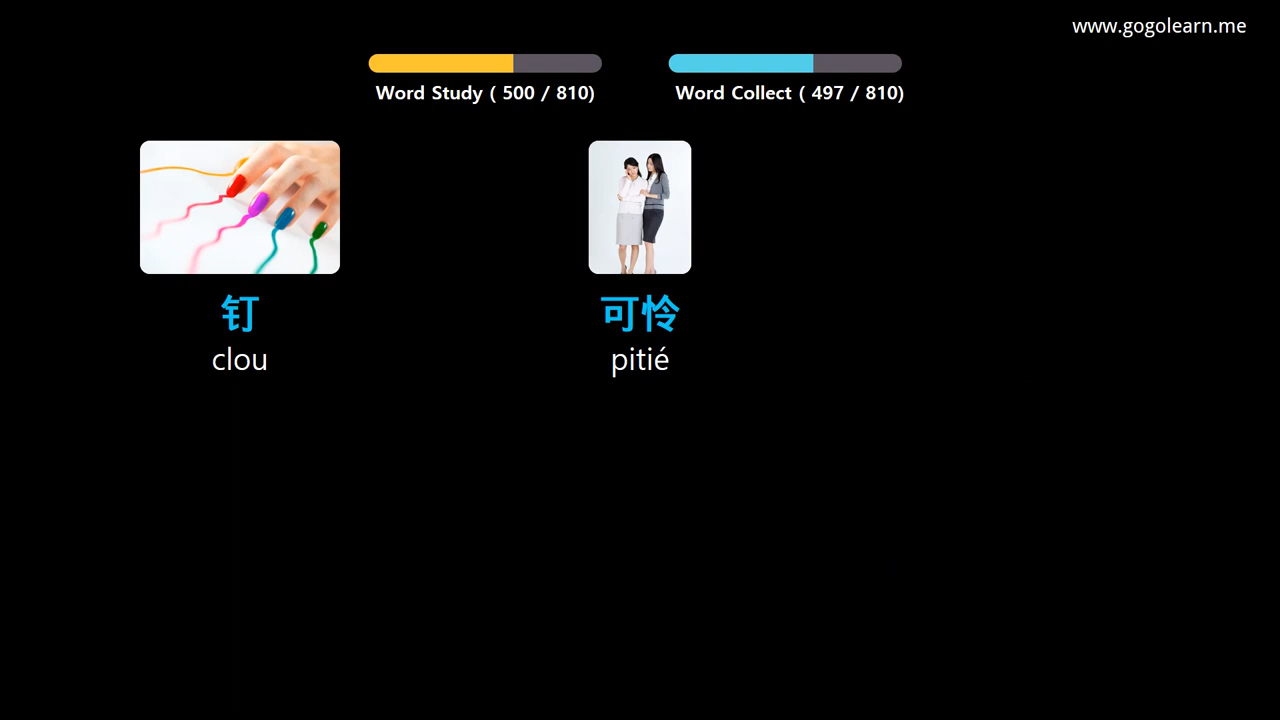 www.gogolearn.me
Word Study ( 500 / 810)
Word Collect ( 497 / 810)
钉
clou
可怜
pitié